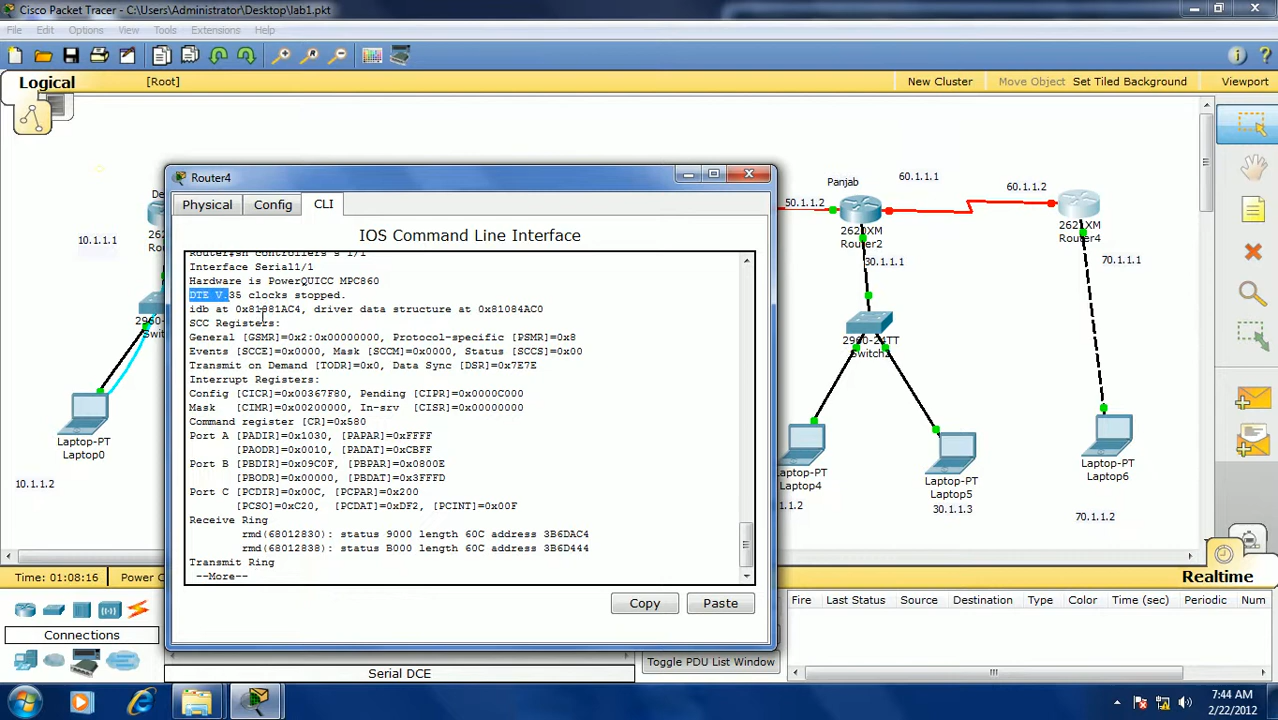 Cisco Packet Tracer - C:\Users\Administrator\Desktop\lab1.pkt
File Edit Options View Tools Extensions Help
Logical [Root] New Cluster Move Object Set Tiled Background Viewport
Router4
Physical Config CLI
IOS Command Line Interface
Router#sh controllers s 1/1
Interface Serial1/1
Hardware is PowerQUICC MPC860
DTE V.35 clocks stopped.
idb at 0x81081AC4, driver data structure at 0x81084AC0
SCC Registers:
General [GSMR]=0x2:0x00000000, Protocol-specific [PSMR]=0x8
Events [SCCE]=0x0000, Mask [SCCM]=0x0000, Status [SCCS]=0x00
Transmit on Demand [TODR]=0x0, Data Sync [DSR]=0x7E7E
Interrupt Registers:
Config [CICR]=0x00367F80, Pending [CIPR]=0x0000C000
Mask [CIMR]=0x00200000, In-srv [CISR]=0x00000000
Command register [CR]=0x580
Port A [PADIR]=0x1030, [PAPAR]=0xFFFF
[PAODR]=0x0010, [PADAT]=0xCBFF
Port B [PBDIR]=0x09C0F, [PBPAR]=0x0800E
[PBODR]=0x00000, [PBDAT]=0x3FFFD
Port C [PCDIR]=0x00C, [PCPAR]=0x200
[PCSO]=0xC20, [PCDAT]=0xDF2, [PCINT]=0x00F
Receive Ring
rmd(68012830): status 9000 length 60C address 3B6DAC4
rmd(68012838): status B000 length 60C address 3B6D444
Transmit Ring
--More--
Copy Paste
10.1.1.1
2960
Laptop-PT
Laptop0
10.1.1.2
50.1.1.2
Panjab
60.1.1.1
60.1.1.2
2620XM
Router2
30.1.1.1
2621XM
Router4
70.1.1.1
2960-24TT
Laptop-PT
Laptop4
Laptop-PT
Laptop5
30.1.1.3
Laptop-PT
Laptop6
70.1.1.2
Time: 01:08:16 Power C
Realtime
Connections
Serial DCE
Toggle PDU List Window
Fire Last Status Source Destination Type Color Time (sec) Periodic Num
7:44 AM
2/22/2012